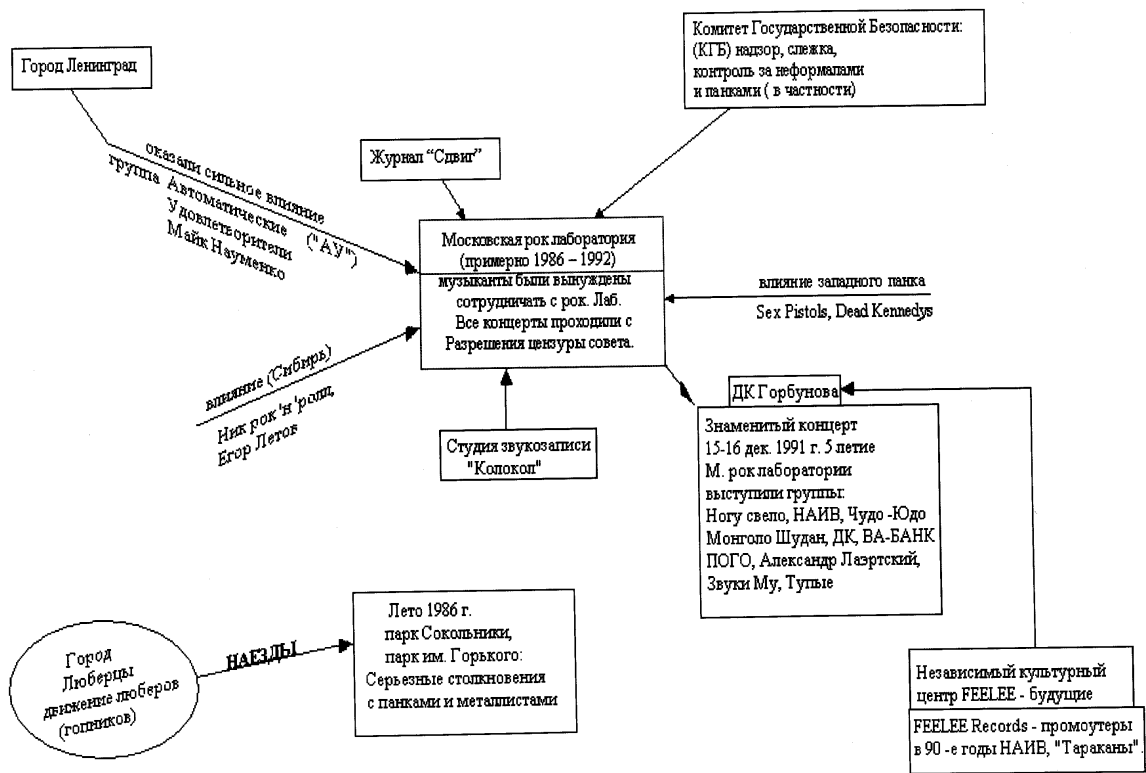 Город Ленинград
Комитет Государственной Безопасности:
(КГБ) надзор, слежка,
контроль за неформалами
и панками ( в частности)
Журнал “Сдвиг”
оказали сильное влияние
группа Автоматические
Удовлетворители ("АУ")
Майк Науменко
Московская рок лаборатория
(примерно 1986 – 1992)
музыканты были вынуждены
сотрудничать с рок. Лаб.
Все концерты проходили с
Разрешения цензуры совета.
влияние западного панка
Sex Pistols, Dead Kennedys
влияние (Сибирь)
Ник рок 'н' ролл,
Егор Летов
Студия звукозаписи
"Колокол"
ДК Горбунова
Знаменитый концерт
15-16 дек. 1991 г. 5 летие
М. рок лаборатории
выступили группы:
Ногу свело, НАИВ, Чудо -Юдо
Монголо Шудан, ДК, ВА-БАНК
ПОГО, Александр Лаэртский,
Звуки Му, Тупые
Город
Люберцы
движение люберов
(гопников)
НАЕЗДЫ
Лето 1986 г.
парк Сокольники,
парк им. Горького:
Серьезные столкновения
с панками и металлистами
Независимый культурный
центр FEELEE - будущие
FEELEE Records - промоутеры
в 90 -е годы НАИВ, "Тараканы".